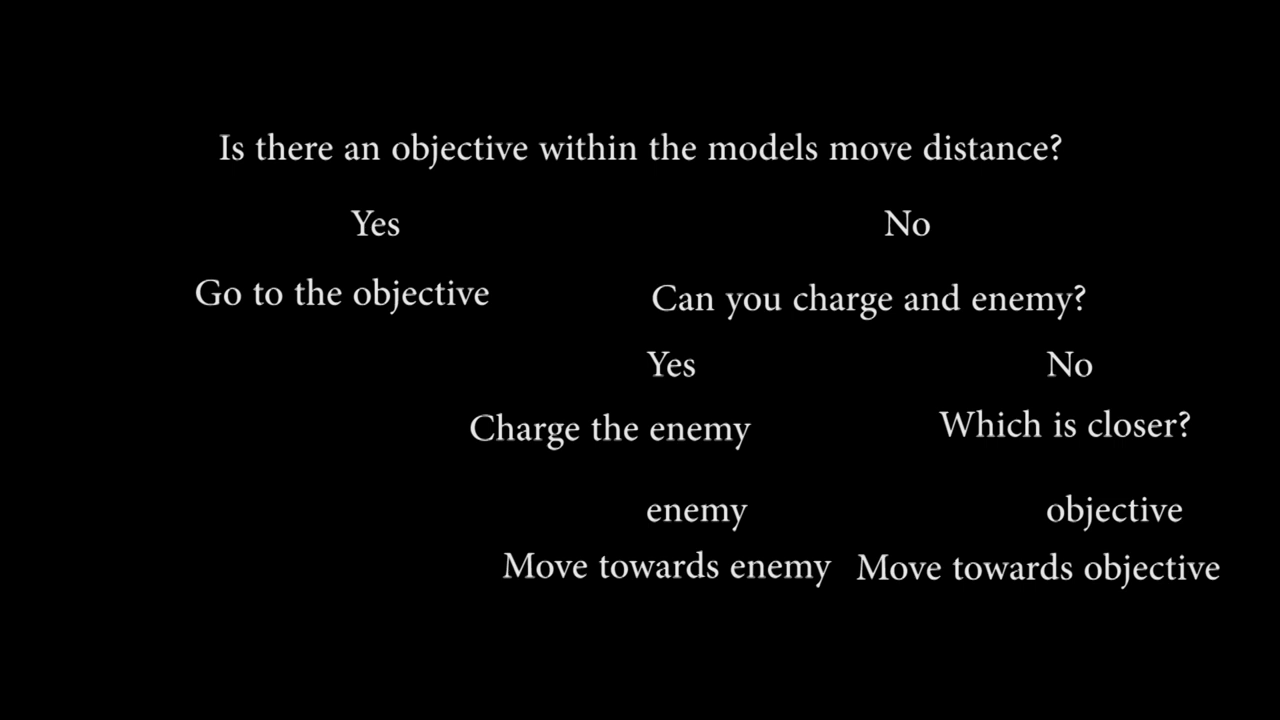 Is there an objective within the models move distance?
Yes
No
Go to the objective
Can you charge and enemy?
Yes
No
Charge the enemy
Which is closer?
enemy
objective
Move towards enemy
Move towards objective